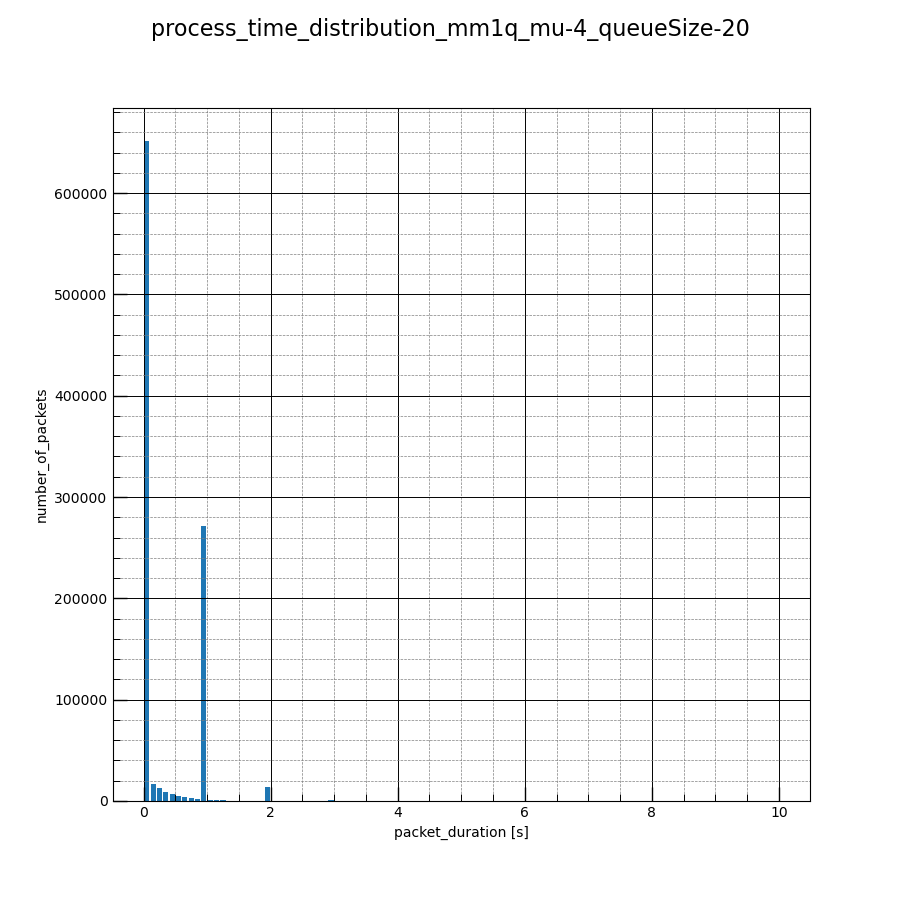 process_time_distribution_mm1q_mu-4_queueSize-20
600000
500000
400000
300000
200000
100000
0
number_of_packets
0 2 4 6 8 10
packet_duration [s]